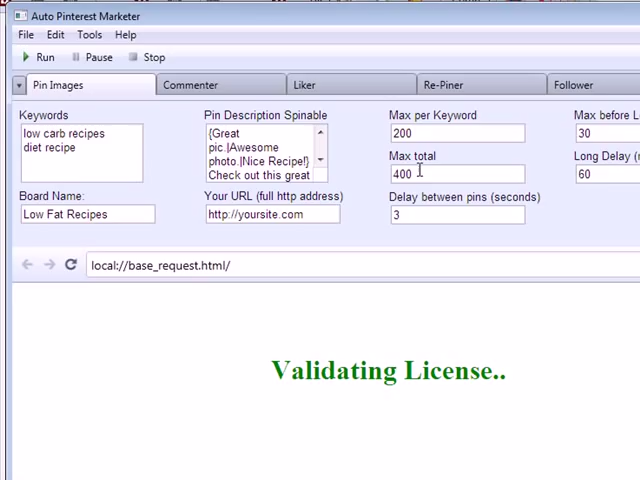 Auto Pinterest Marketer
File Edit Tools Help
Run Pause Stop
Pin Images Commenter Liker Re-Piner Follower
Keywords
low carb recipes
diet recipe
Board Name:
Low Fat Recipes
Pin Description Spinable
{Great
pic.|Awesome
photo.|Nice Recipe!}
Check out this great
Your URL (full http address)
http://yoursite.com
Max per Keyword
200
Max total
400
Delay between pins (seconds)
3
Max before
30
Long Delay
60
local://base_request.html/
Validating License..